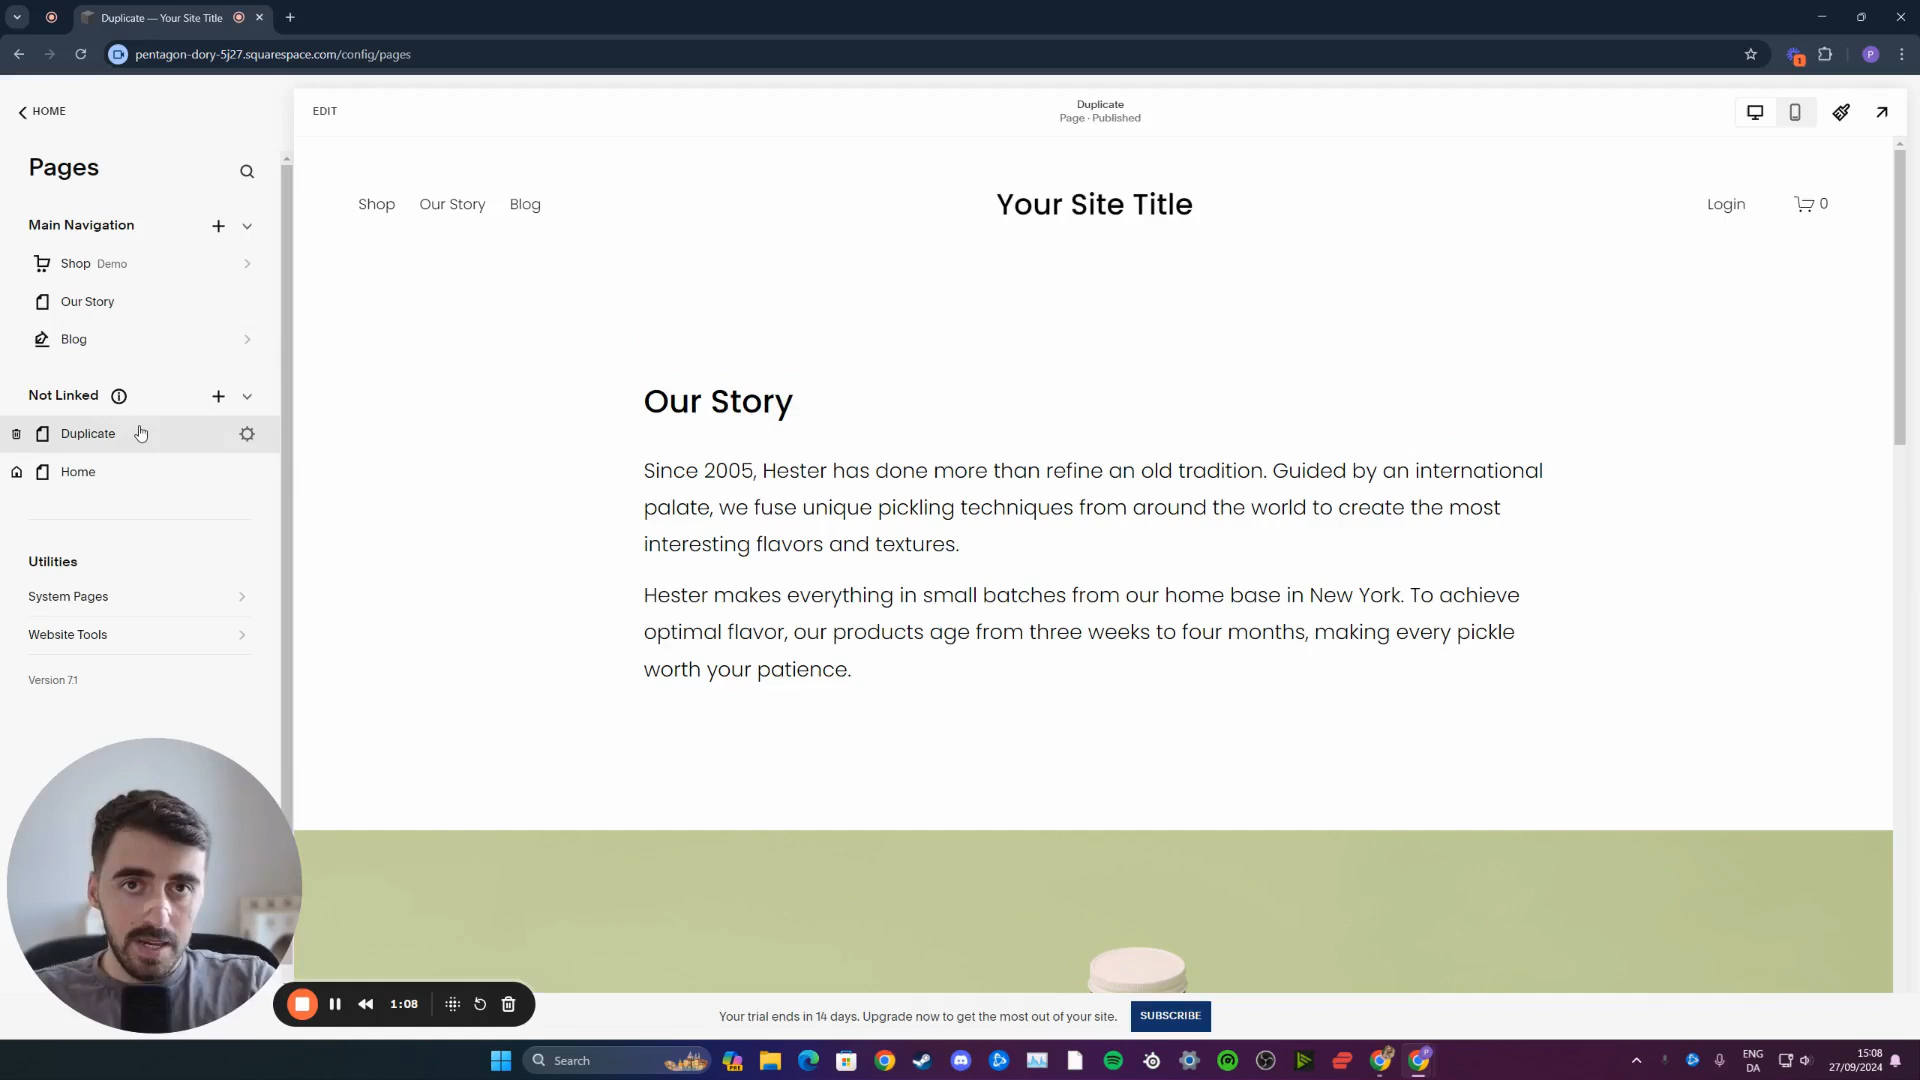 Duplicate — Your Site Title
pentagon-dory-5j27.squarespace.com/config/pages
HOME
Pages
Main Navigation
Shop Demo
Our Story
Blog
Not Linked
Duplicate
Home
Utilities
System Pages
Website Tools
Version 7.1
EDIT
Duplicate
Page · Published
Shop Our Story Blog
Your Site Title
Login
0
Our Story
Since 2005, Hester has done more than refine an old tradition. Guided by an international
palate, we fuse unique pickling techniques from around the world to create the most
interesting flavors and textures.
Hester makes everything in small batches from our home base in New York. To achieve
optimal flavor, our products age from three weeks to four months, making every pickle
worth your patience.
1:08
Your trial ends in 14 days. Upgrade now to get the most out of your site.
SUBSCRIBE
Search
ENG
DA
15:08
27/09/2024
P
1